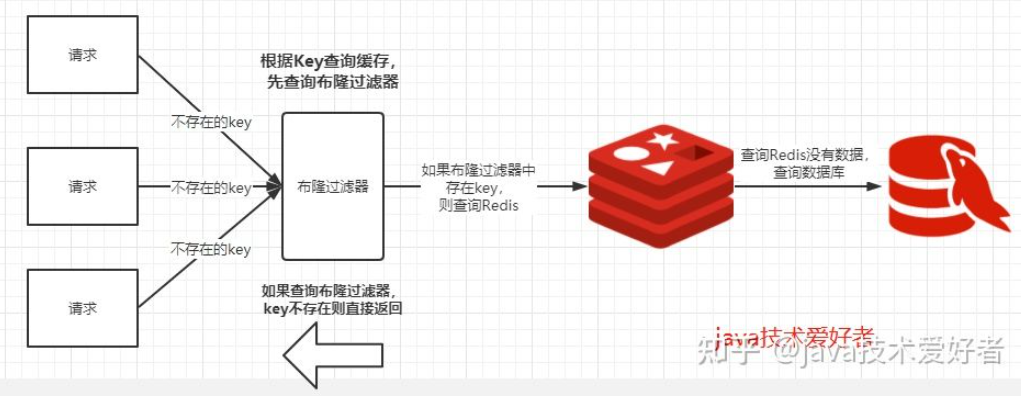 请求
不存在的key
请求
不存在的key
请求
不存在的key
根据Key查询缓存，
先查询布隆过滤器
布隆过滤器
如果查询布隆过滤器，
key不存在则直接返回
如果布隆过滤器中
存在key，
则查询Redis
查询Redis没有数据，
查询数据库
java技术爱好者
知乎 @java技术爱好者